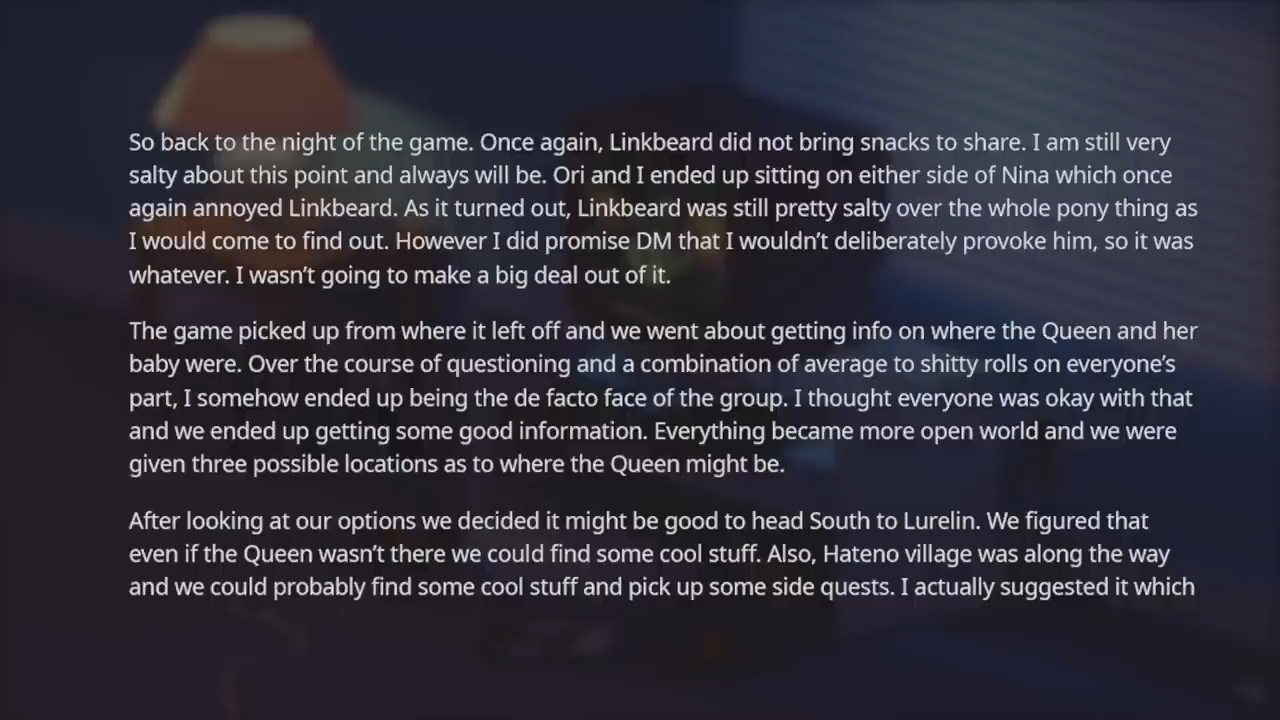 So back to the night of the game. Once again, Linkbeard did not bring snacks to share. I am still very
salty about this point and always will be. Ori and I ended up sitting on either side of Nina which once
again annoyed Linkbeard. As it turned out, Linkbeard was still pretty salty over the whole pony thing as
I would come to find out. However I did promise DM that I wouldn’t deliberately provoke him, so it was
whatever. I wasn’t going to make a big deal out of it.
The game picked up from where it left off and we went about getting info on where the Queen and her
baby were. Over the course of questioning and a combination of average to shitty rolls on everyone’s
part, I somehow ended up being the de facto face of the group. I thought everyone was okay with that
and we ended up getting some good information. Everything became more open world and we were
given three possible locations as to where the Queen might be.
After looking at our options we decided it might be good to head South to Lurelin. We figured that
even if the Queen wasn’t there we could find some cool stuff. Also, Hateno village was along the way
and we could probably find some cool stuff and pick up some side quests. I actually suggested it which